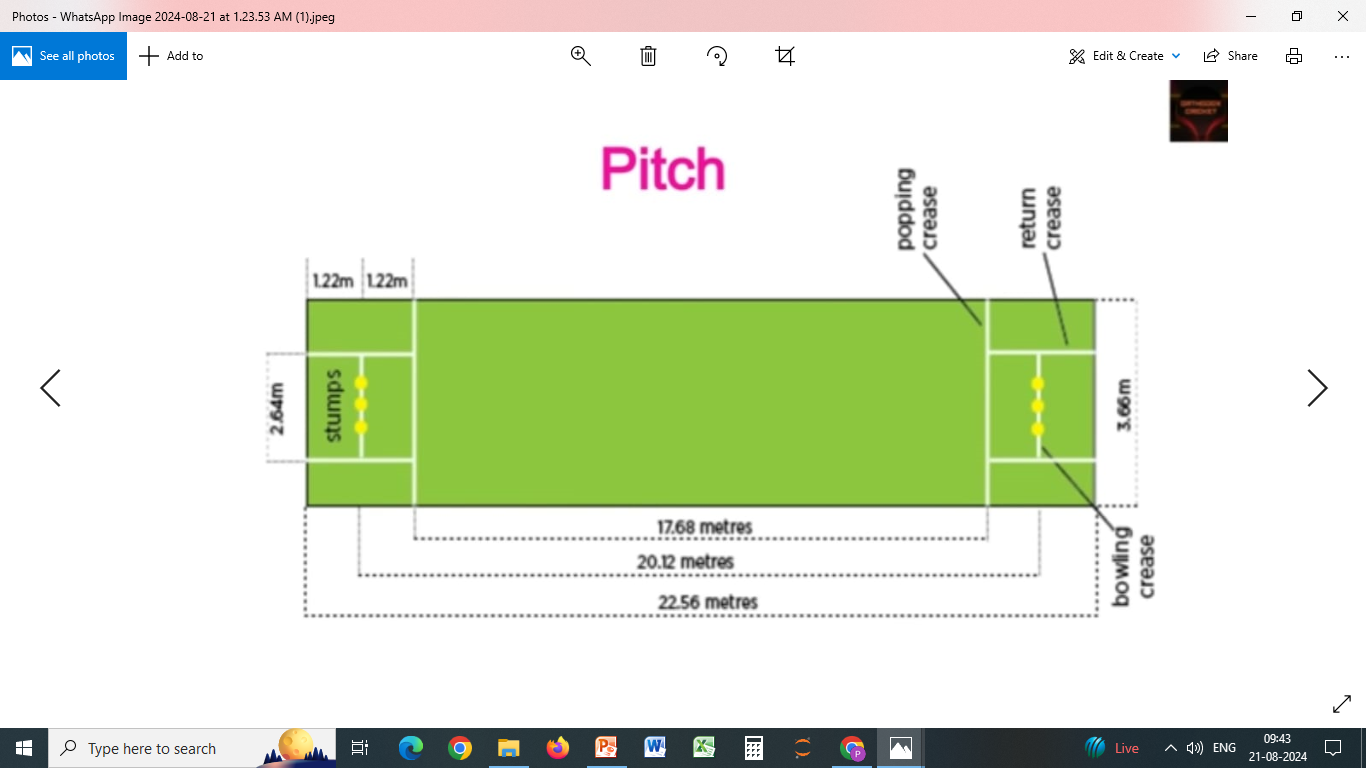 Photos - WhatsApp Image 2024-08-21 at 1.23.53 AM (1).jpeg
See all photos
Add to
Edit & Create
Share
ORTHODOX
CRICKET
Pitch
popping
crease
return
crease
1.22m
1.22m
2.64m
stumps
3.66m
17.68 metres
20.12 metres
22.56 metres
bowling
crease
Type here to search
Live
ENG
09:43
21-08-2024